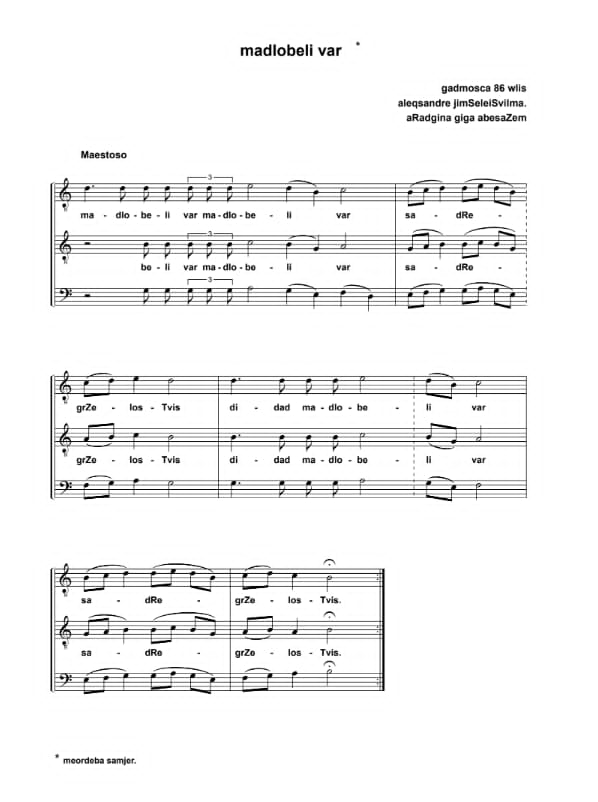 madlobeli var *
gadmosca 86 wlis
aleqsandre jimSeleiSvilma.
aRadgina giga abesaZem
Maestoso
3
ma - dlo - be - li var ma - dlo - be - li var sa - dRe -
3
be - li var ma - dlo - be - li var sa - dRe -
3
grZe - los - Tvis di - dad ma - dlo - be - li var
grZe - los - Tvis di - dad ma - dlo - be - li var
sa - dRe - grZe - los - Tvis.
sa - dRe - grZe - los - Tvis.
* meordeba samjer.